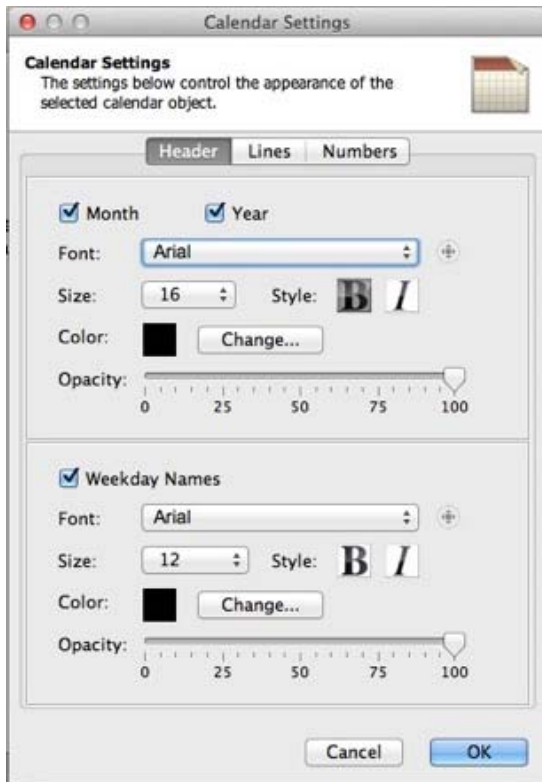 Calendar Settings
Calendar Settings
The settings below control the appearance of the
selected calendar object.
Header Lines Numbers
Month Year
Font: Arial
Size: 16 Style: B I
Color: Change...
Opacity:
0 25 50 75 100
Weekday Names
Font: Arial
Size: 12 Style: B I
Color: Change...
Opacity:
0 25 50 75 100
Cancel OK